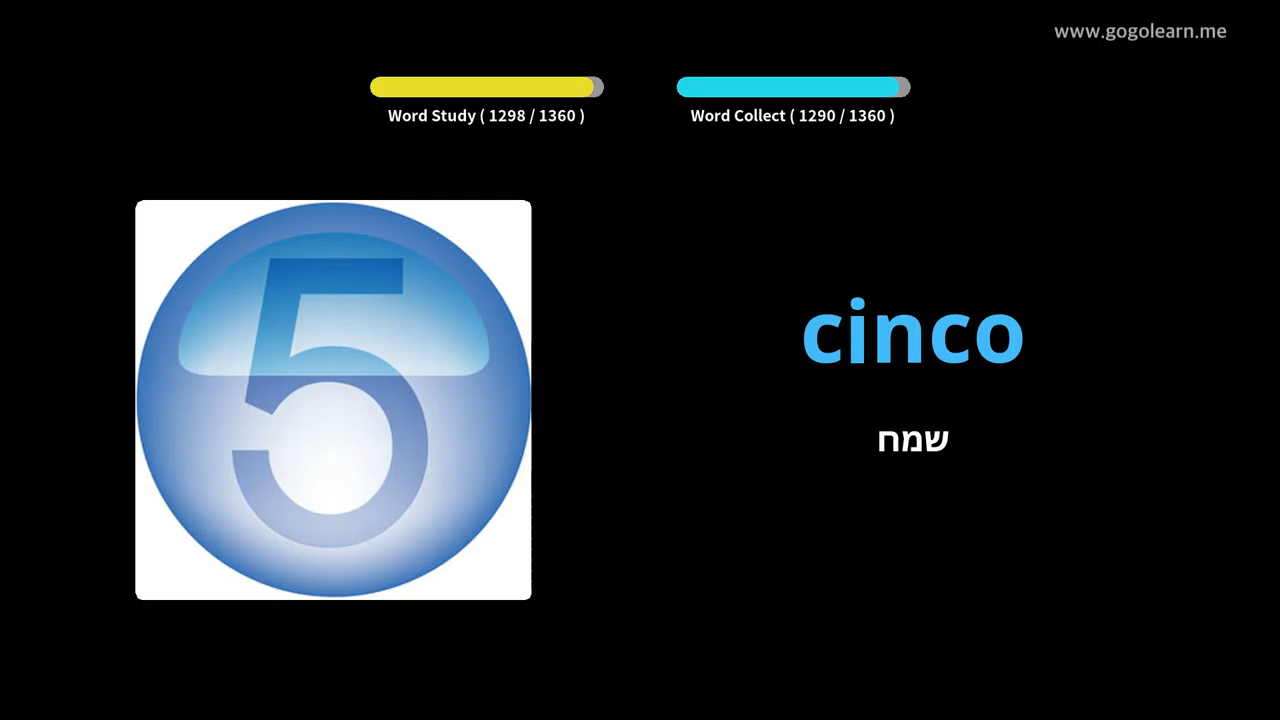 www.gogolearn.me
Word Study ( 1298 / 1360 )
Word Collect ( 1290 / 1360 )
5
cinco
שמח